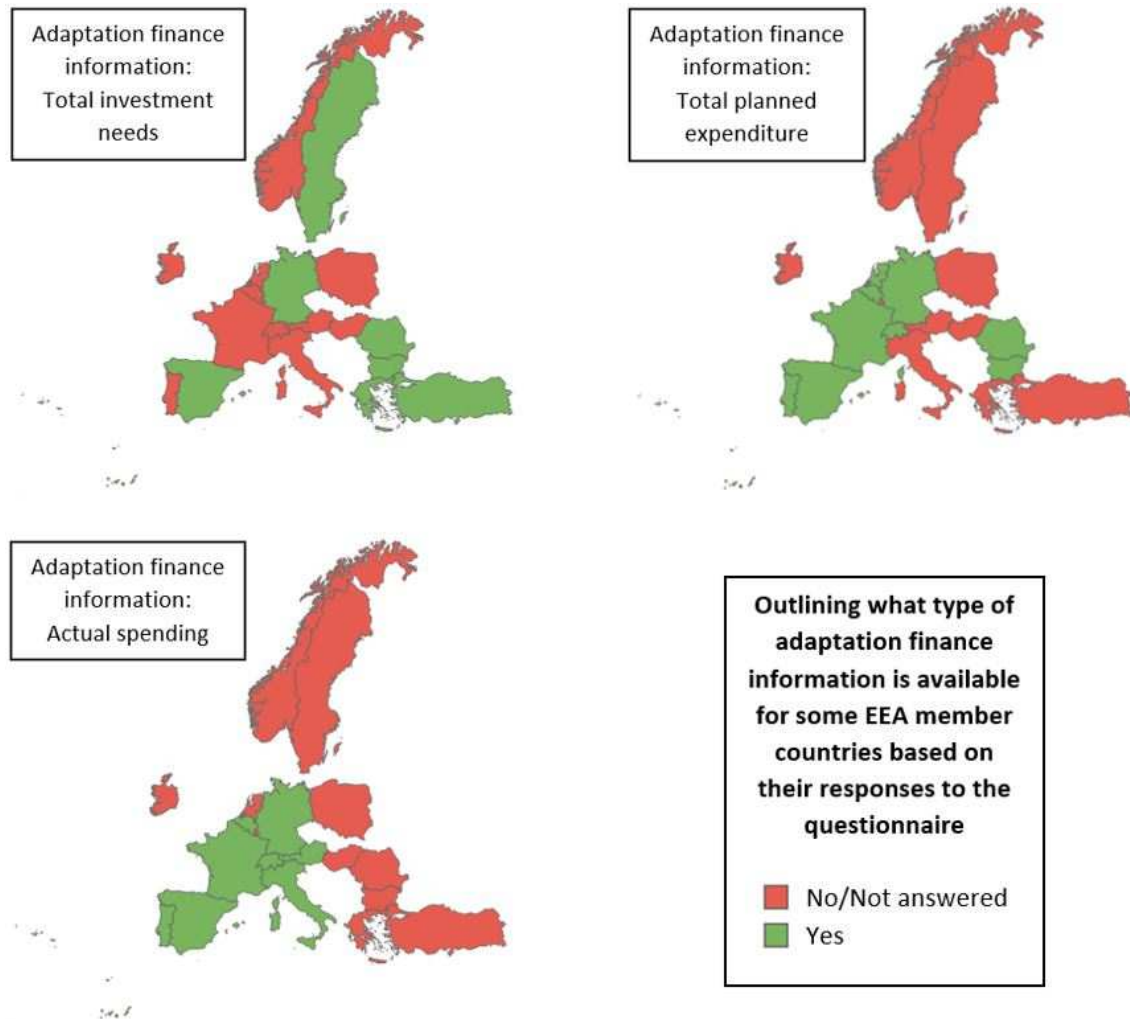 Adaptation finance
information:
Total investment
needs
Adaptation finance
information:
Total planned
expenditure
Adaptation finance
information:
Actual spending
Outlining what type of
adaptation finance
information is available
for some EEA member
countries based on
their responses to the
questionnaire
No/Not answered
Yes